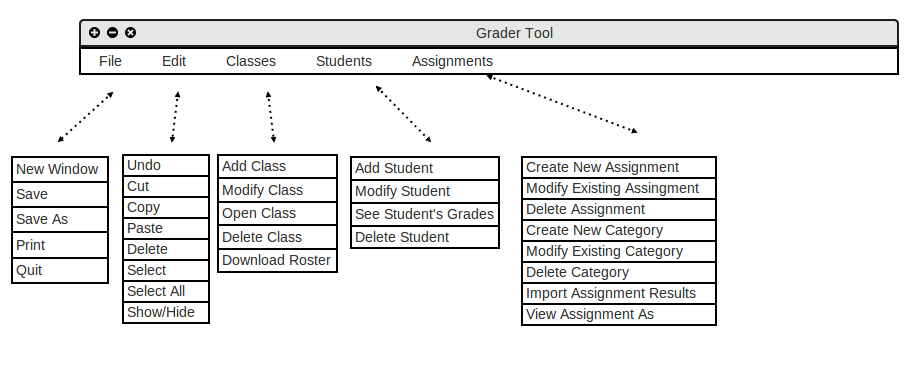 Grader Tool
File Edit Classes Students Assignments
New Window
Save
Save As
Print
Quit
Undo
Cut
Copy
Paste
Delete
Select
Select All
Show/Hide
Add Class
Modify Class
Open Class
Delete Class
Download Roster
Add Student
Modify Student
See Student's Grades
Delete Student
Create New Assignment
Modify Existing Assingment
Delete Assignment
Create New Category
Modify Existing Category
Delete Category
Import Assignment Results
View Assignment As